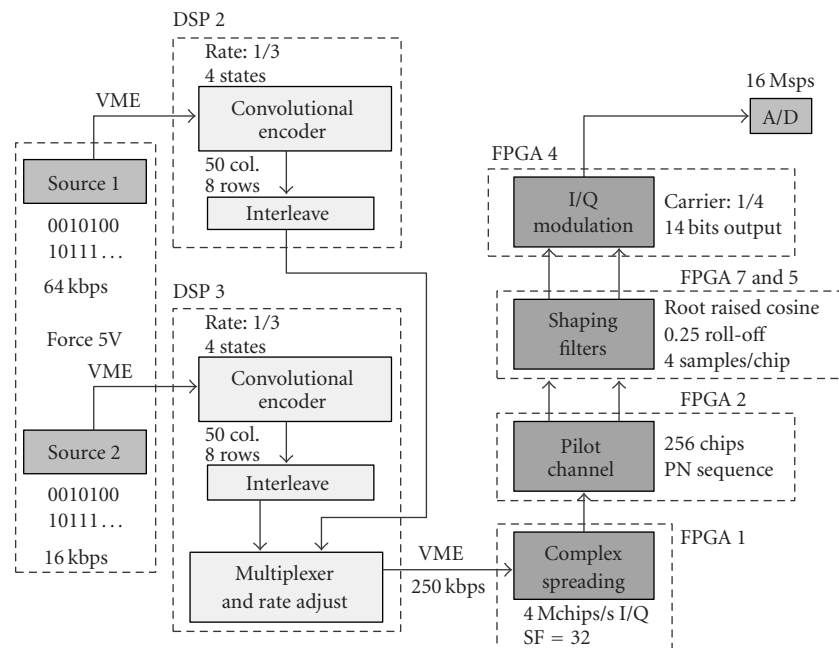 DSP 2
Rate: 1/3
4 states
VME
Convolutional
encoder
50 col.
8 rows
Interleave
Source 1
0010100
10111...
64 kbps
Force 5V
DSP 3
Rate: 1/3
4 states
VME
Convolutional
encoder
50 col.
8 rows
Interleave
Source 2
0010100
10111...
16 kbps
Multiplexer
and rate adjust
VME
250 kbps
16 Msps
A/D
FPGA 4
I/Q
modulation
Carrier: 1/4
14 bits output
FPGA 7 and 5
Shaping
filters
Root raised cosine
0.25 roll-off
4 samples/chip
FPGA 2
Pilot
channel
256 chips
PN sequence
FPGA 1
Complex
spreading
4 Mchips/s I/Q
SF = 32